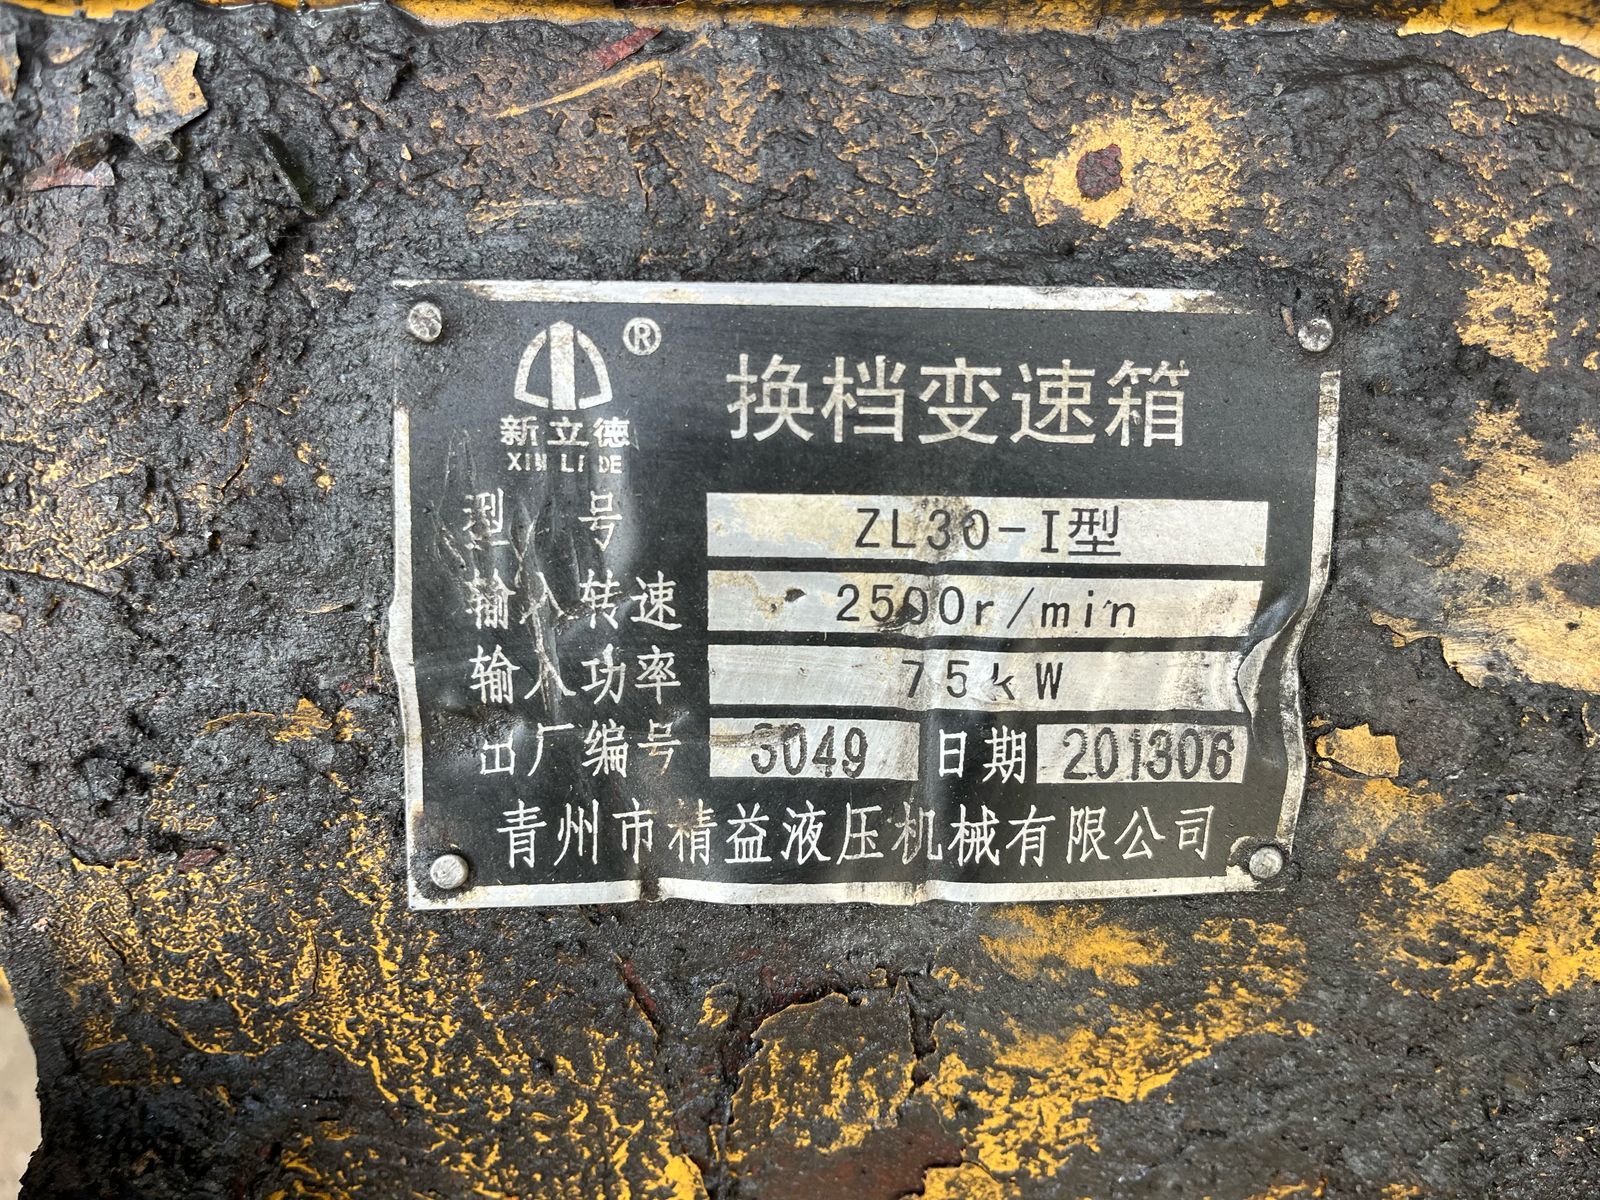 ®
新立德
XIN LI DE
换档变速箱
型号 ZL30-I型
输入转速 2500r/min
输入功率 75kW
出厂编号 3049 日期 201306
青州市精益液压机械有限公司